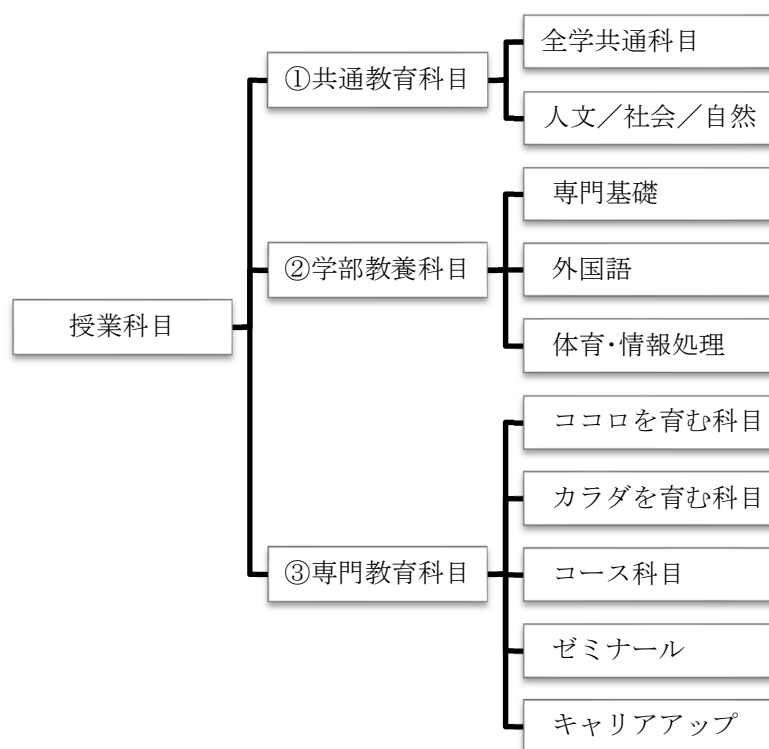 授業科目
①共通教育科目
全学共通科目
人文／社会／自然
②学部教養科目
専門基礎
外国語
体育・情報処理
③専門教育科目
ココロを育む科目
カラダを育む科目
コース科目
ゼミナール
キャリアアップ